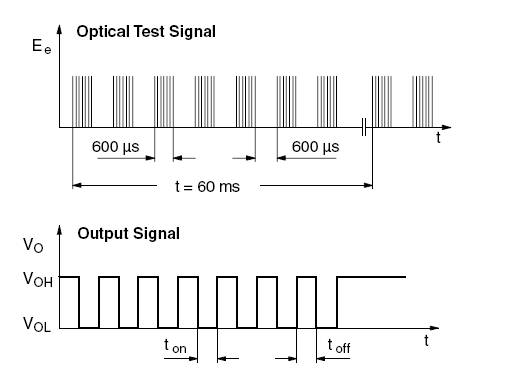 Optical Test Signal
Ee
600 µs
600 µs
t
t = 60 ms
Output Signal
VO
VOH
VOL
t
ton
toff